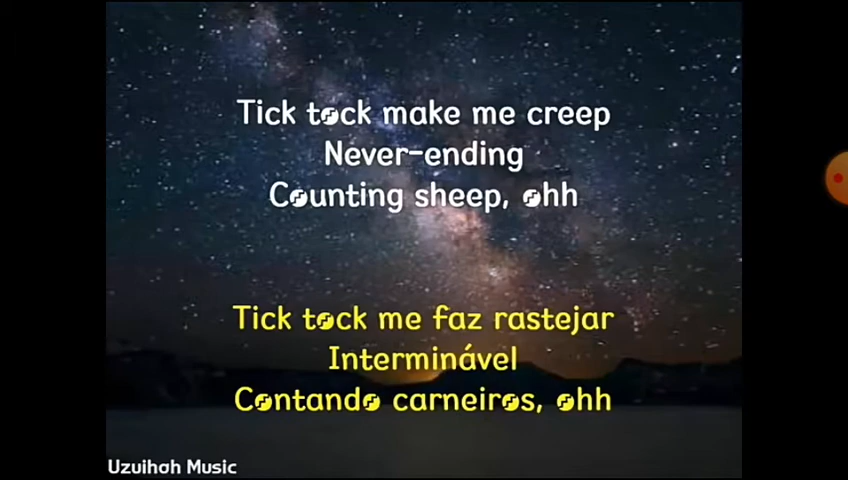 Tick tock make me creep
Never-ending
Counting sheep, ohh
Tick tock me faz rastejar
Interminável
Contando carneiros, ohh
Uzuihah Music